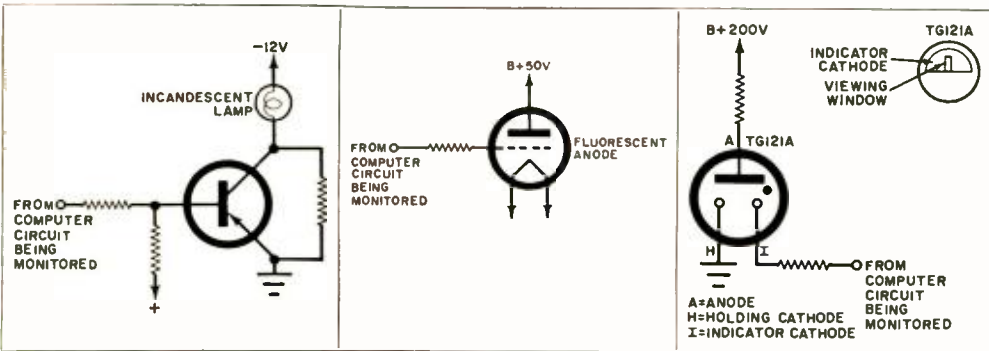 -12V
INCANDESCENT
LAMP
FROM
COMPUTER
CIRCUIT
BEING
MONITORED
+
B+50V
FLUORESCENT
ANODE
FROM
COMPUTER
CIRCUIT
BEING
MONITORED
B+200V
TG121A
INDICATOR
CATHODE
VIEWING
WINDOW
A TG121A
H I
FROM
COMPUTER
CIRCUIT
BEING
MONITORED
A=ANODE
H=HOLDING CATHODE
I=INDICATOR CATHODE